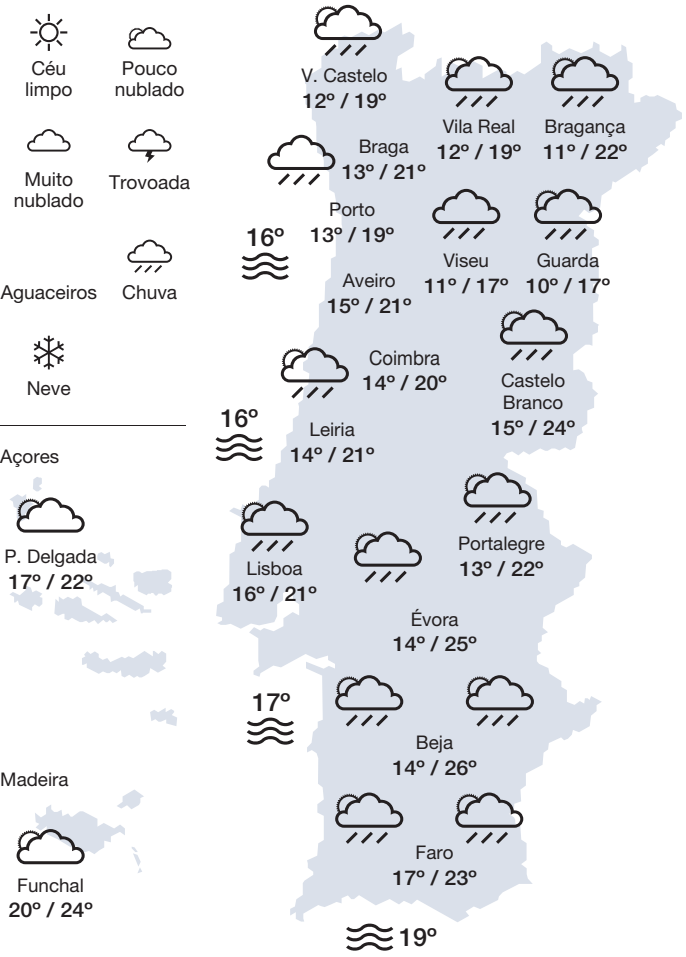 Céu
limpo
Pouco
nublado
Muito
nublado
Trovoada
Aguaceiros
Chuva
Neve
Açores
P. Delgada
17º / 22º
Madeira
Funchal
20º / 24º
V. Castelo
12º / 19º
Vila Real
12º / 19º
Bragança
11º / 22º
Braga
13º / 21º
Porto
13º / 19º
16º
Viseu
11º / 17º
Guarda
10º / 17º
Aveiro
15º / 21º
Coimbra
14º / 20º
Castelo
Branco
15º / 24º
16º
Leiria
14º / 21º
Lisboa
16º / 21º
Portalegre
13º / 22º
Évora
14º / 25º
17º
Beja
14º / 26º
Faro
17º / 23º
19º